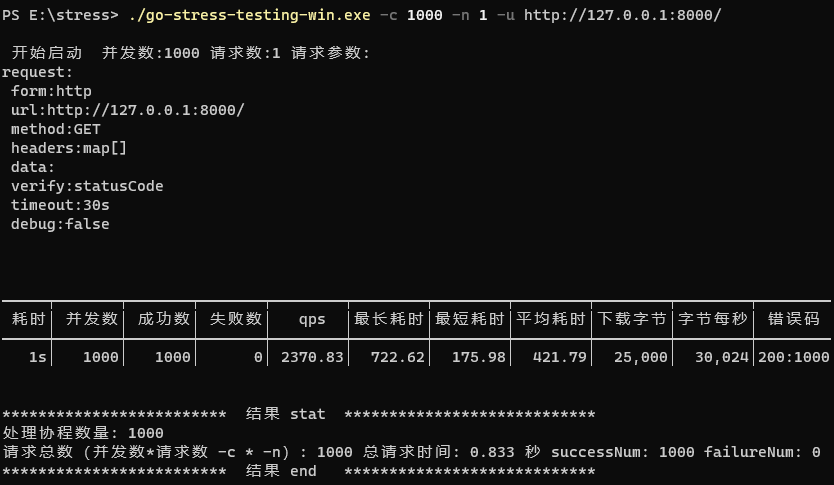 PS E:\stress> ./go-stress-testing-win.exe -c 1000 -n 1 -u http://127.0.0.1:8000/
开始启动  并发数:1000 请求数:1 请求参数:
request:
form:http
url:http://127.0.0.1:8000/
method:GET
headers:map[]
data:
verify:statusCode
timeout:30s
debug:false
耗时│ 并发数│ 成功数│ 失败数│ qps │最长耗时│最短耗时│平均耗时│下载字节│字节每秒│ 错误码
1s│ 1000│ 1000│ 0│ 2370.83│ 722.62│ 175.98│ 421.79│ 25,000│ 30,024│200:1000
************************* 结果 stat ****************************
处理协程数量: 1000
请求总数（并发数*请求数 -c * -n）: 1000 总请求时间: 0.833 秒 successNum: 1000 failureNum: 0
************************* 结果 end ****************************